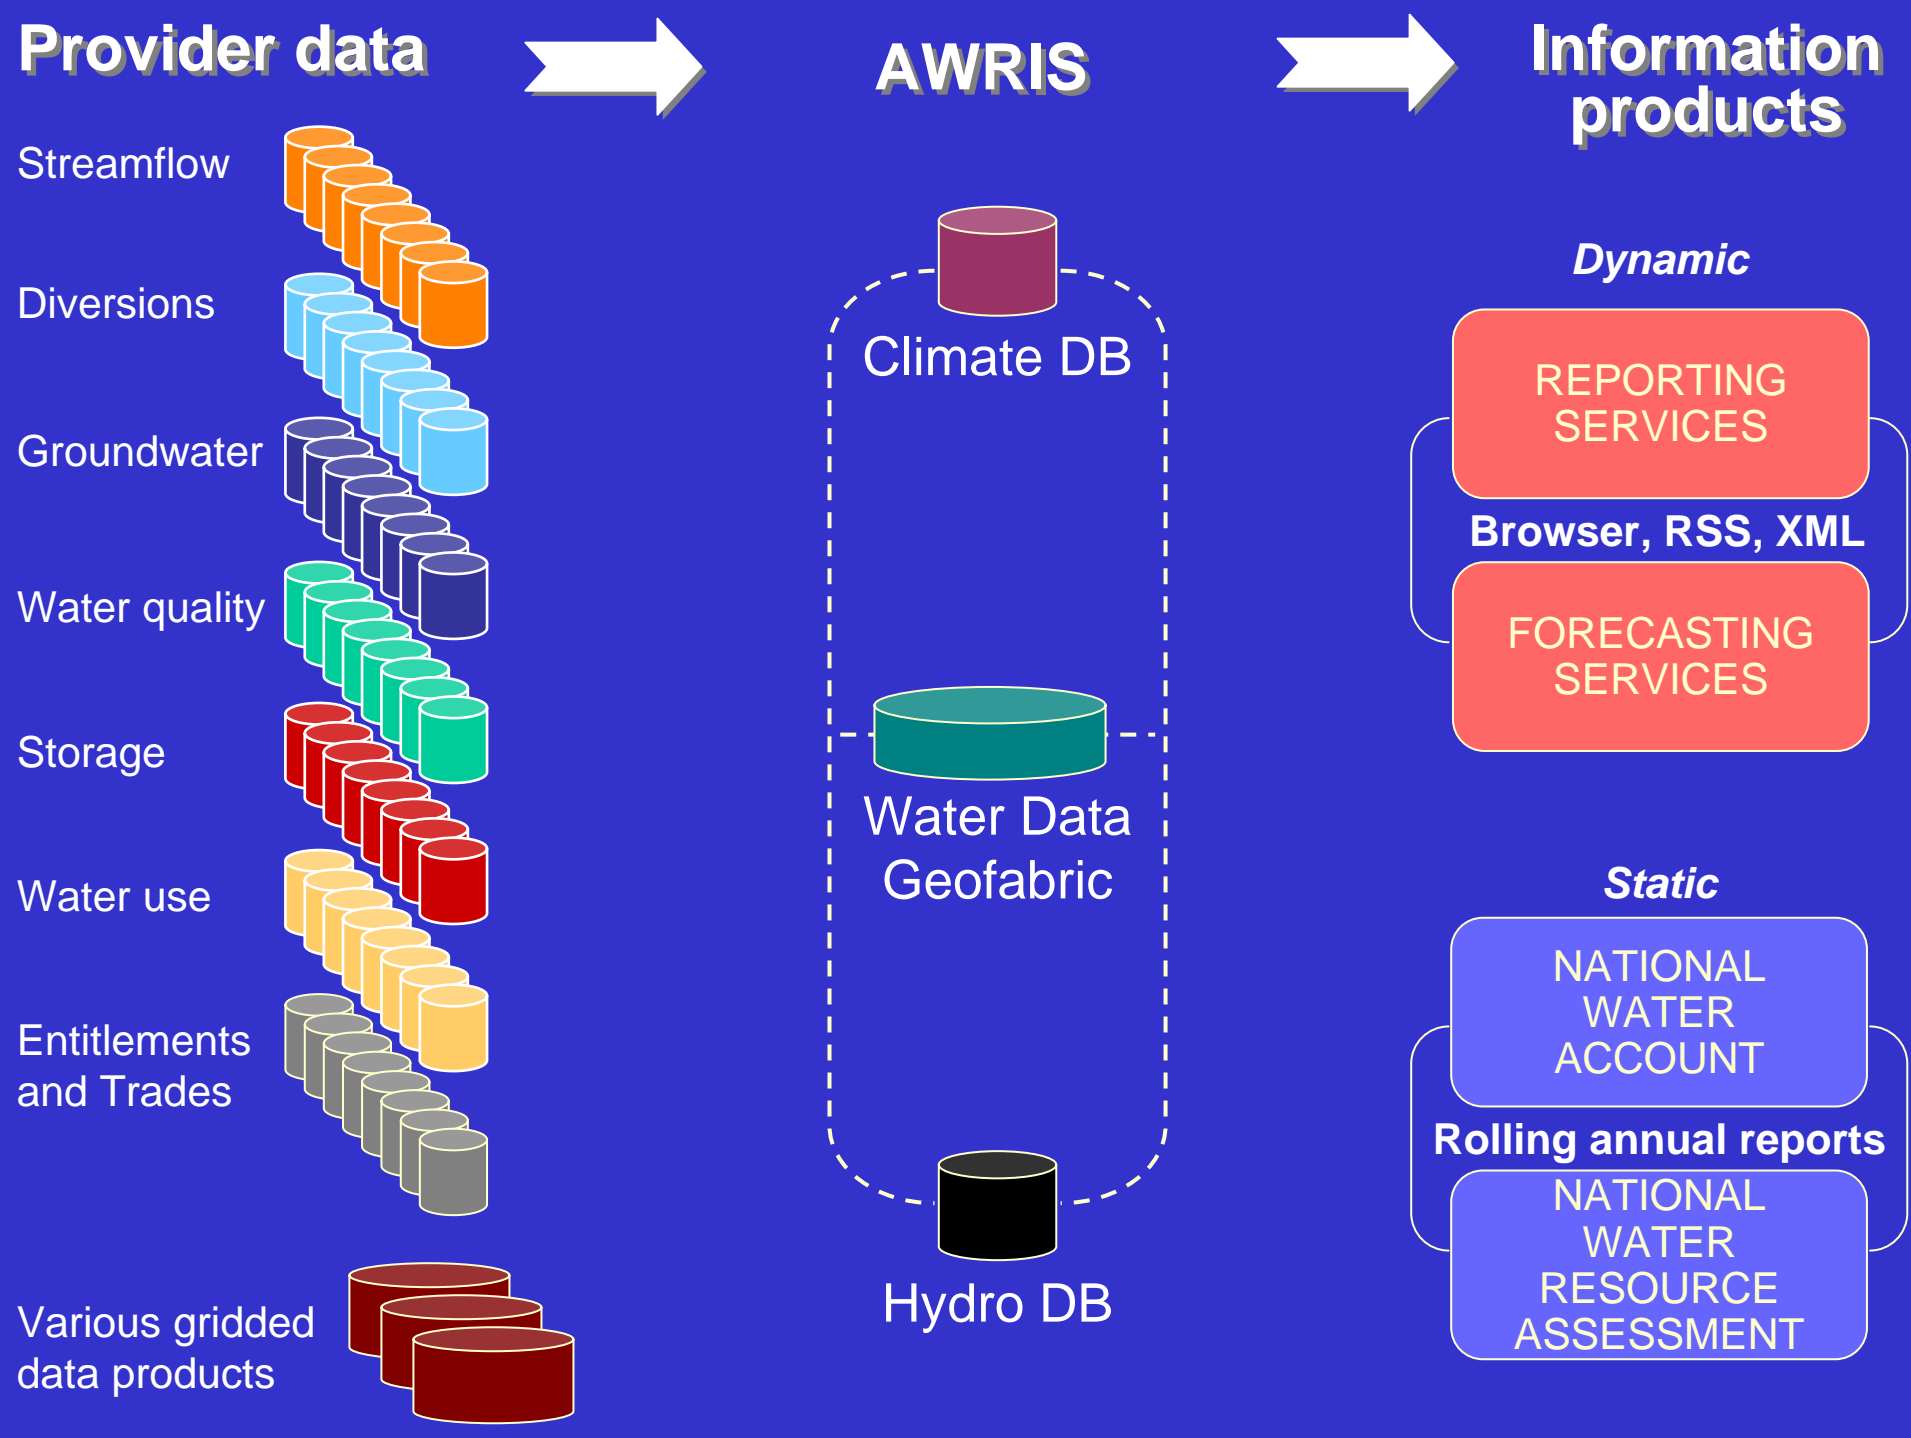 Provider data
AWRIS
Information
products
Streamflow
Diversions
Groundwater
Water quality
Storage
Water use
Entitlements
and Trades
Various gridded
data products
Climate DB
Water Data
Geofabric
Hydro DB
Dynamic
REPORTING
SERVICES
Browser, RSS, XML
FORECASTING
SERVICES
Static
NATIONAL
WATER
ACCOUNT
Rolling annual reports
NATIONAL
WATER
RESOURCE
ASSESSMENT